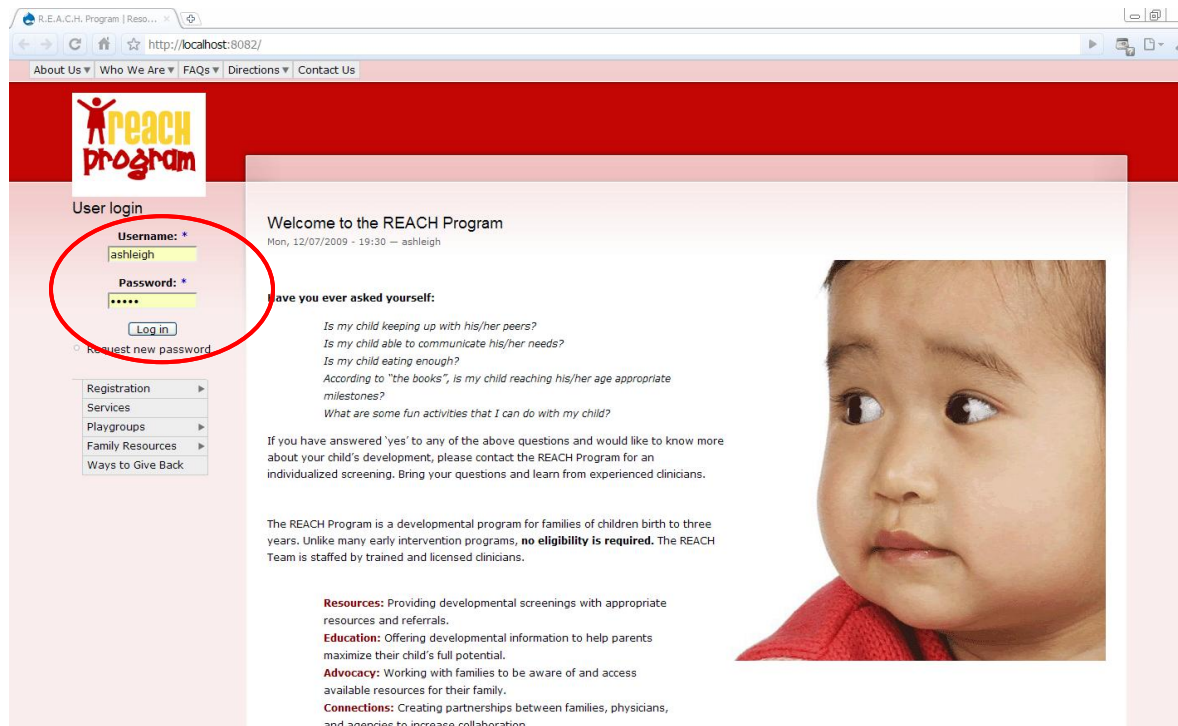 R.E.A.C.H. Program | Reso...
http://localhost:8082/
About Us Who We Are FAQs Directions Contact Us
reach
program
User login
Username: *
ashleigh
Password: *
•••••
Log in
Request new password
Registration
Services
Playgroups
Family Resources
Ways to Give Back
Welcome to the REACH Program
Mon, 12/07/2009 - 19:30 — ashleigh
Have you ever asked yourself:
Is my child keeping up with his/her peers?
Is my child able to communicate his/her needs?
Is my child eating enough?
According to "the books", is my child reaching his/her age appropriate
milestones?
What are some fun activities that I can do with my child?
If you have answered 'yes' to any of the above questions and would like to know more
about your child's development, please contact the REACH Program for an
individualized screening. Bring your questions and learn from experienced clinicians.
The REACH Program is a developmental program for families of children birth to three
years. Unlike many early intervention programs, no eligibility is required. The REACH
Team is staffed by trained and licensed clinicians.
Resources: Providing developmental screenings with appropriate
resources and referrals.
Education: Offering developmental information to help parents
maximize their child's full potential.
Advocacy: Working with families to be aware of and access
available resources for their family.
Connections: Creating partnerships between families, physicians,
and agencies to increase collaboration